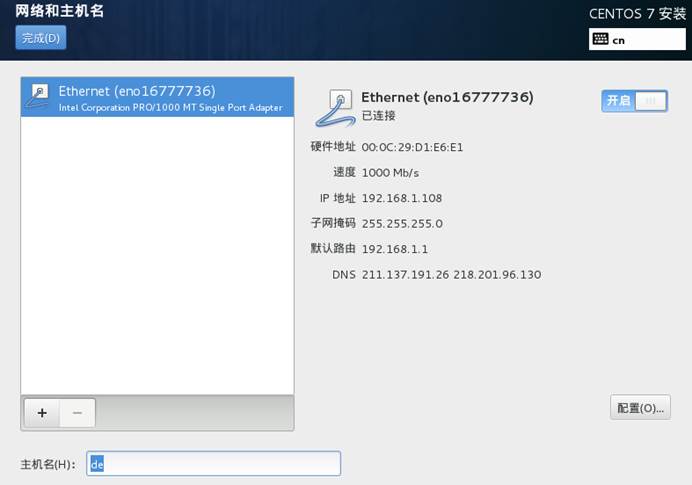 网络和主机名
CENTOS 7 安装
完成(D)
cn
Ethernet (eno16777736)
Intel Corporation PRO/1000 MT Single Port Adapter
Ethernet (eno16777736)
已连接
开启
硬件地址 00:0C:29:D1:E6:E1
速度 1000 Mb/s
IP 地址 192.168.1.108
子网掩码 255.255.255.0
默认路由 192.168.1.1
DNS 211.137.191.26 218.201.96.130
+ −
配置(O)...
主机名(H): de